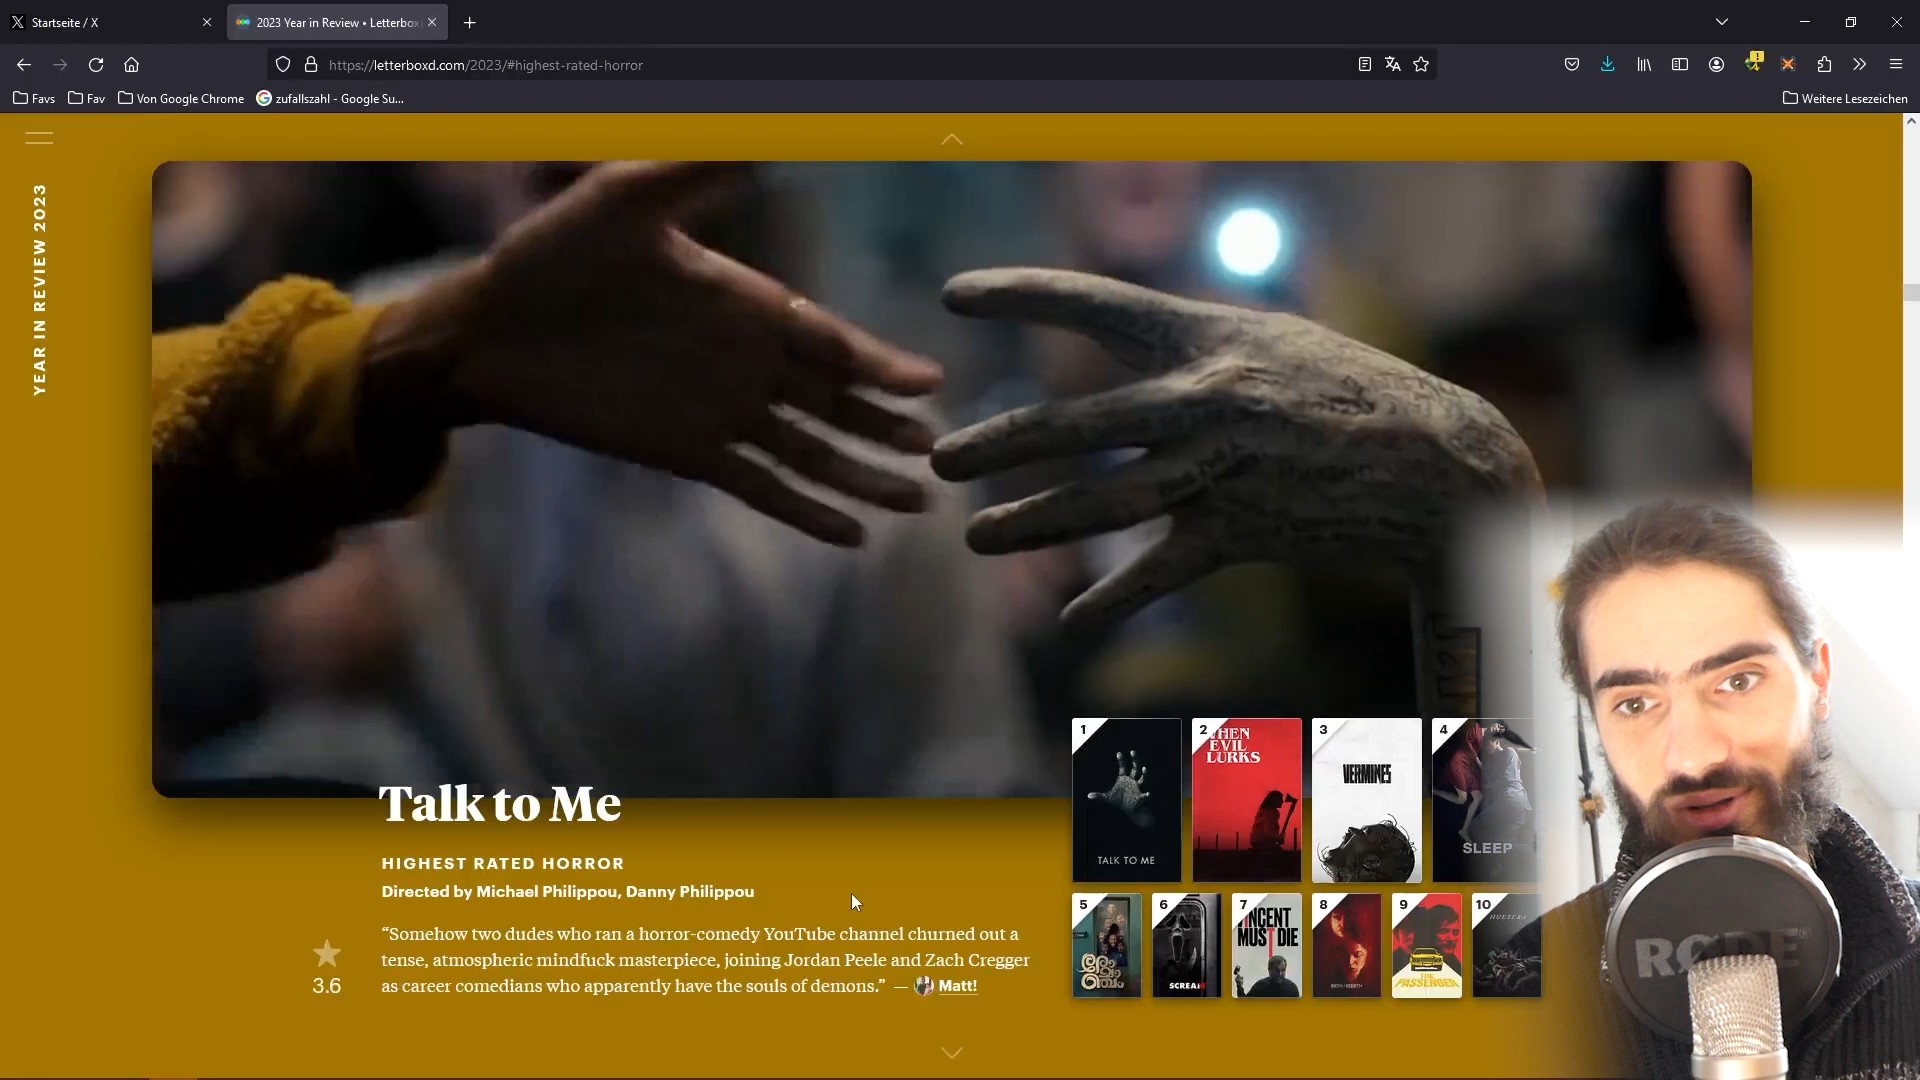 Startseite / X
2023 Year in Review • Letterbox
https://letterboxd.com/2023/#highest-rated-horror
Favs
Fav
Von Google Chrome
zufallszahl - Google Su...
Weitere Lesezeichen
YEAR IN REVIEW 2023
Talk to Me
HIGHEST RATED HORROR
Directed by Michael Philippou, Danny Philippou
“Somehow two dudes who ran a horror-comedy YouTube channel churned out a
tense, atmospheric mindfuck masterpiece, joining Jordan Peele and Zach Cregger
as career comedians who apparently have the souls of demons.” — Matt!
3.6
1
TALK TO ME
2
WHEN
EVIL
LURKS
3
VERMINES
4
SLEEP
5
6
SCREAM
7
VINCENT
MUST DIE
8
BIRTH/REBIRTH
9
THE
PASSENGER
10
HUESERA
RØDE